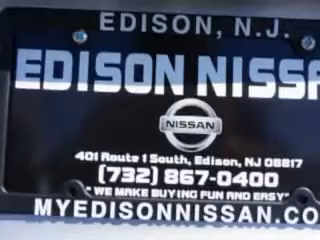 EDISON, N.J.
EDISON NISSA
NISSAN
401 Route 1 South, Edison, NJ 08817
(732) 867-0400
"WE MAKE BUYING FUN AND EASY"
MYEDISONNISSAN.CO